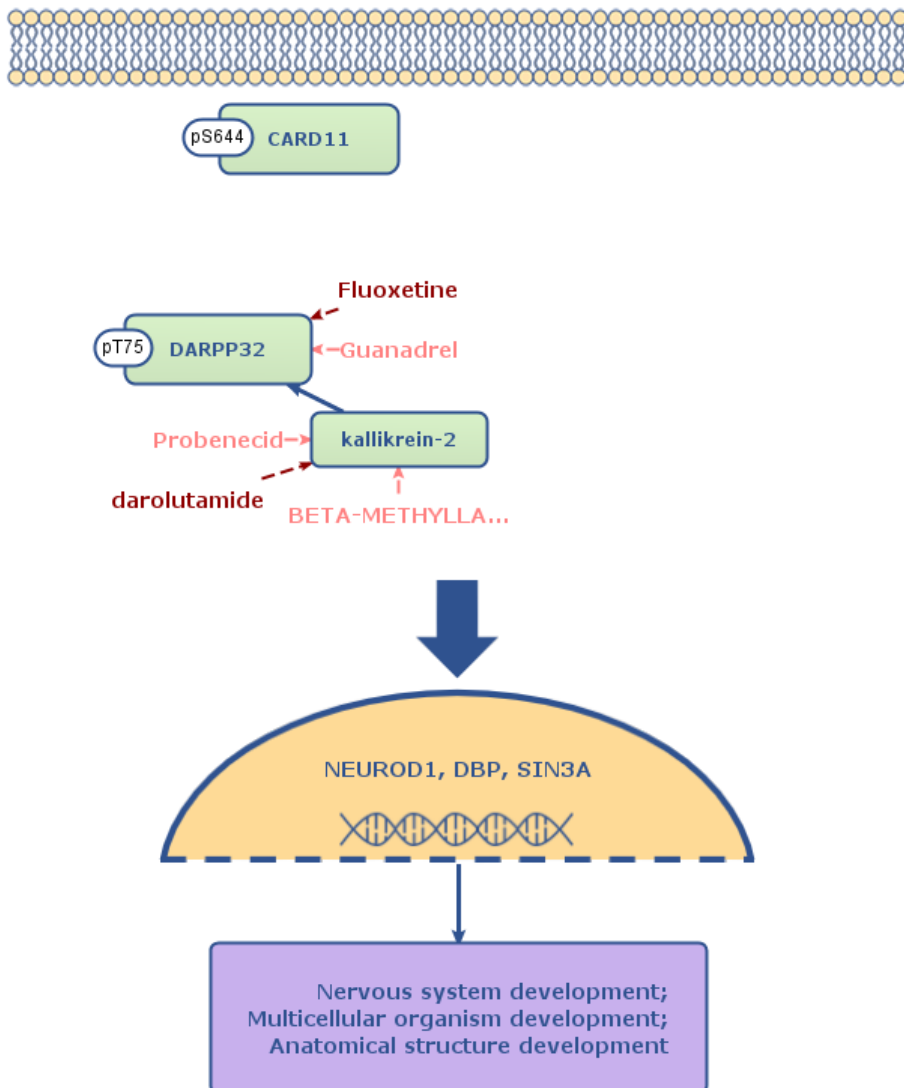 pS644
CARD11
Fluoxetine
pT75
DARPP32
Guanadrel
kallikrein-2
Probenecid
darolutamide
BETA-METHYLLA...
NEUROD1, DBP, SIN3A
Nervous system development;
Multicellular organism development;
Anatomical structure development